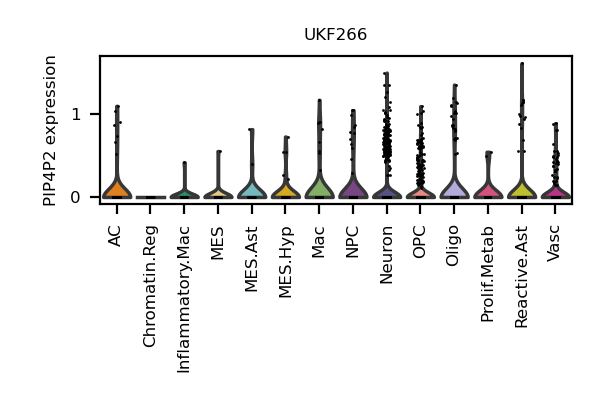 UKF266
PIP4P2 expression
1
0
AC
Chromatin.Reg
Inflammatory.Mac
MES
MES.Ast
MES.Hyp
Mac
NPC
Neuron
OPC
Oligo
Prolif.Metab
Reactive.Ast
Vasc